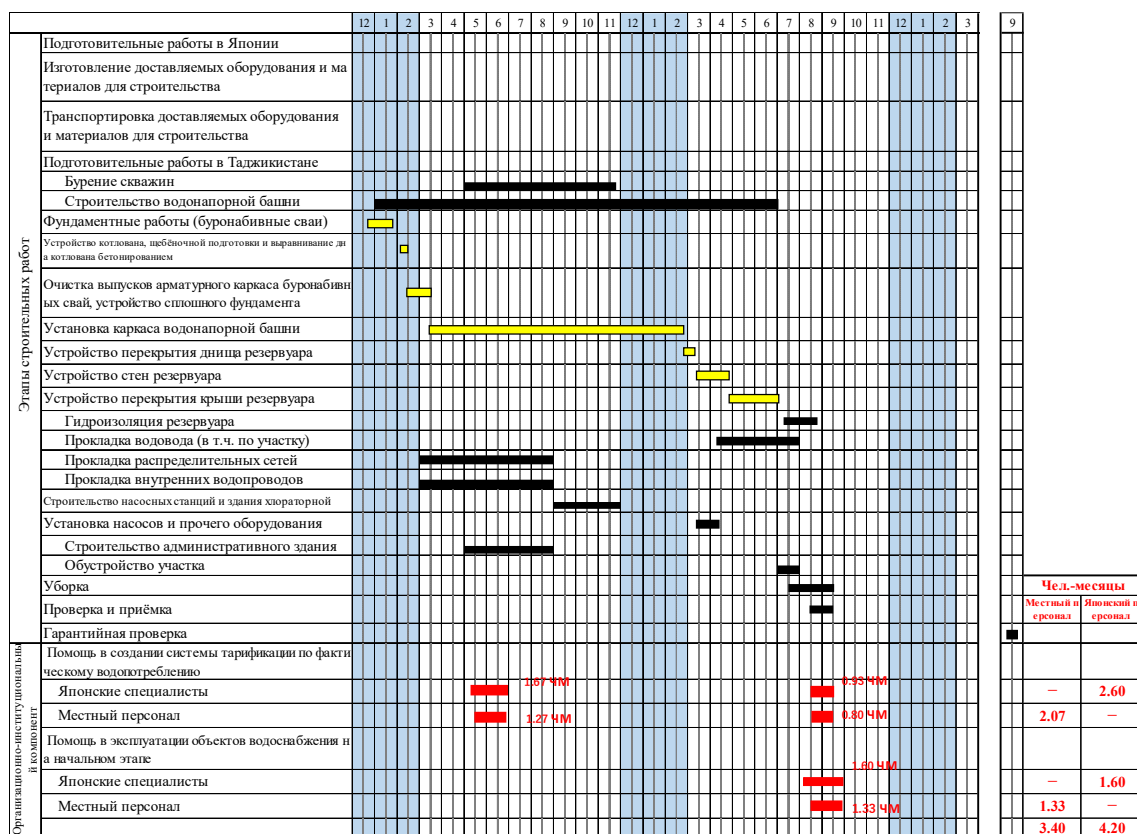 12 1 2 3 4 5 6 7 8 9 10 11 12 1 2 3 4 5 6 7 8 9 10 11 12 1 2 3 9
Этапы строительных работ
Подготовительные работы в Японии
Изготовление доставляемых оборудования и ма
териалов для строительства
Транспортировка доставляемых оборудования
и материалов для строительства
Подготовительные работы в Таджикистане
Бурение скважин
Строительство водонапорной башни
Фундаментные работы (буронабивные сваи)
Устройство котлована, щебёночной подготовки и выравнивание дн
а котлована бетонированием
Очистка выпусков арматурного каркаса буронабивн
ых свай, устройство сплошного фундамента
Установка каркаса водонапорной башни
Устройство перекрытия днища резервуара
Устройство стен резервуара
Устройство перекрытия крыши резервуара
Гидроизоляция резервуара
Прокладка водовода (в т.ч. по участку)
Прокладка распределительных сетей
Прокладка внутренних водопроводов
Строительство насосных станций и здания хлораторной
Установка насосов и прочего оборудования
Строительство административного здания
Обустройство участка
Уборка
Чел.-месяцы
Проверка и приёмка
Местный п
ерсонал
Японский п
ерсонал
Гарантийная проверка
Организационно-институциональны
й компонент
Помощь в создании системы тарификации по факти
ческому водопотреблению
Японские специалисты
1.67 ЧМ
0.93 ЧМ
– 2.60
Местный персонал
1.27 ЧМ
0.80 ЧМ
2.07 –
Помощь в эксплуатации объектов водоснабжения н
а начальном этапе
Японские специалисты
1.60 ЧМ
– 1.60
Местный персонал
1.33 ЧМ
1.33 –
3.40 4.20